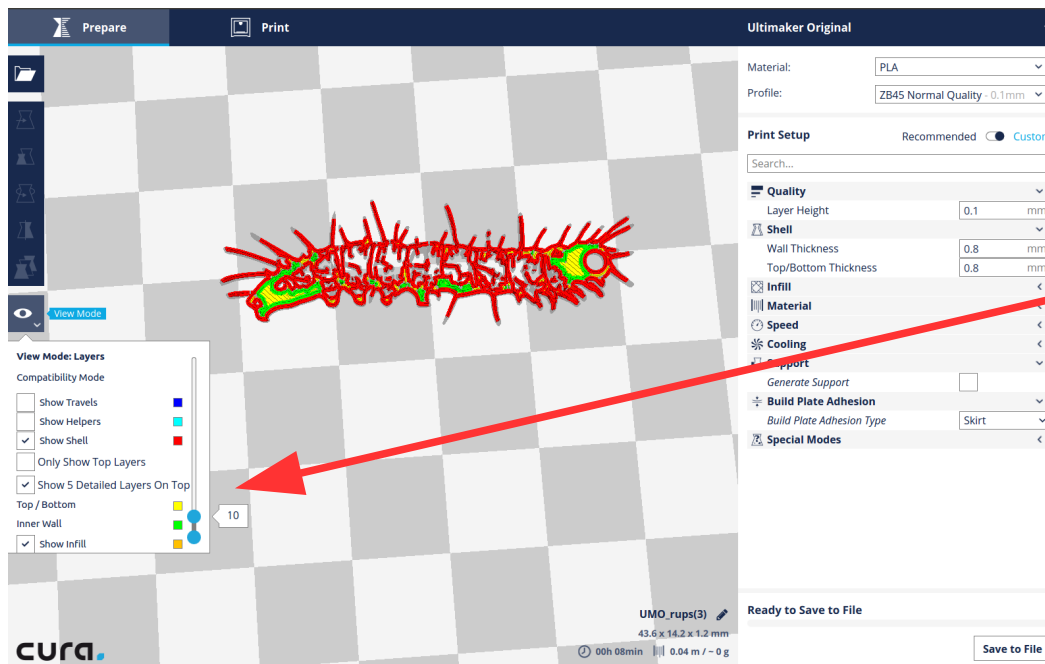 Prepare
Print
Ultimaker Original
Material:
PLA
Profile:
ZB45 Normal Quality - 0.1mm
Print Setup
Recommended
Custom
Search...
Quality
Layer Height
0.1 mm
Shell
Wall Thickness
0.8 mm
Top/Bottom Thickness
0.8 mm
Infill
Material
Speed
Cooling
Support
Generate Support
Build Plate Adhesion
Build Plate Adhesion Type
Skirt
Special Modes
View Mode
View Mode: Layers
Compatibility Mode
Show Travels
Show Helpers
Show Shell
Only Show Top Layers
Show 5 Detailed Layers On Top
Top / Bottom
Inner Wall
Show Infill
10
UMO_rups(3)
43.6 x 14.2 x 1.2 mm
00h 08min
0.04 m / ~ 0 g
cura.
Ready to Save to File
Save to File